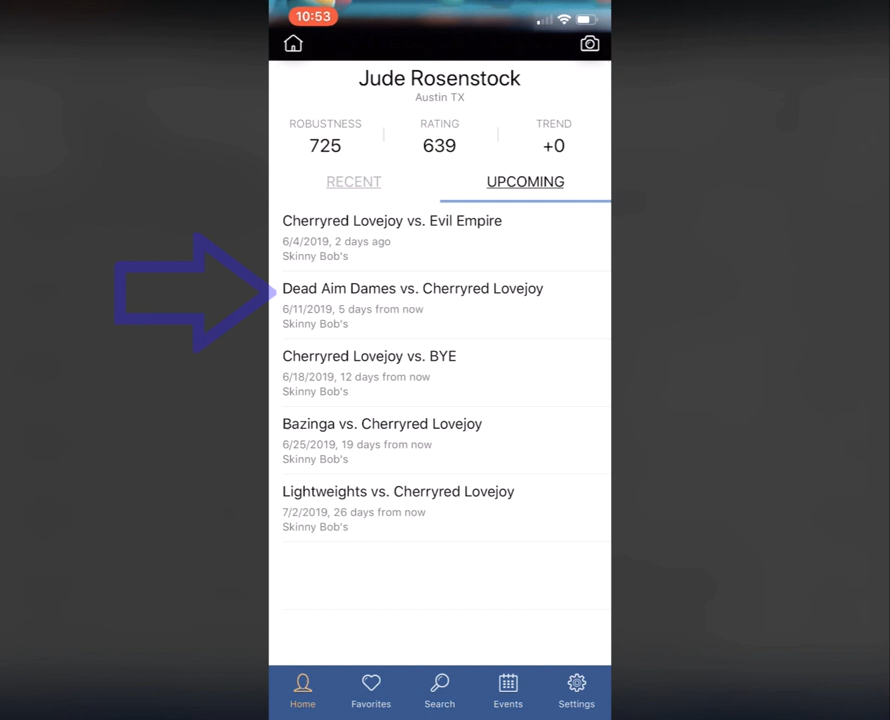 10:53
Jude Rosenstock
Austin TX
ROBUSTNESS RATING TREND
725 639 +0
RECENT UPCOMING
Cherryred Lovejoy vs. Evil Empire
6/4/2019, 2 days ago
Skinny Bob's
Dead Aim Dames vs. Cherryred Lovejoy
6/11/2019, 5 days from now
Skinny Bob's
Cherryred Lovejoy vs. BYE
6/18/2019, 12 days from now
Skinny Bob's
Bazinga vs. Cherryred Lovejoy
6/25/2019, 19 days from now
Skinny Bob's
Lightweights vs. Cherryred Lovejoy
7/2/2019, 26 days from now
Skinny Bob's
Home Favorites Search Events Settings